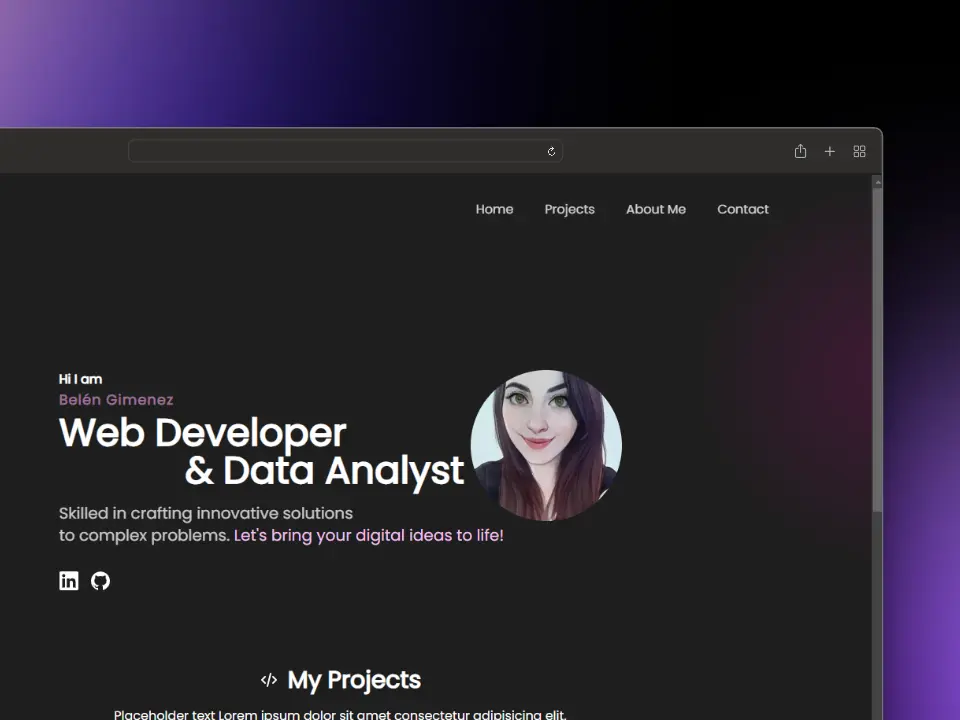 Home Projects About Me Contact
Hi I am
Belén Gimenez
Web Developer
& Data Analyst
Skilled in crafting innovative solutions
to complex problems. Let's bring your digital ideas to life!
in
</> My Projects
Placeholder text Lorem ipsum dolor sit amet consectetur adipisicing elit.